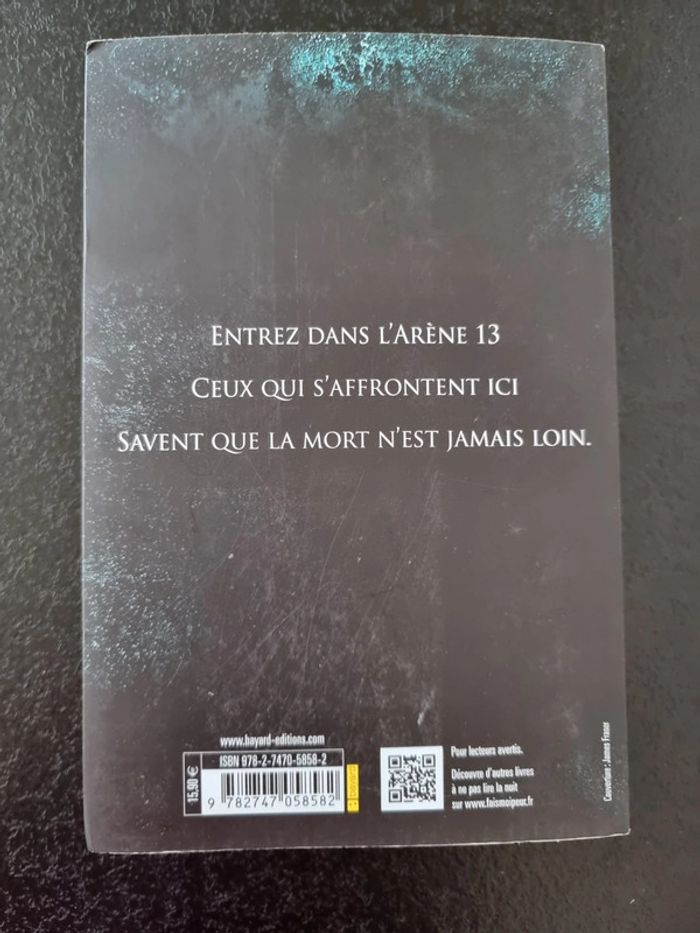 Entrez dans l'Arène 13
Ceux qui s'affrontent ici
Savent que la mort n'est jamais loin.
www.bayard-editions.com
ISBN 978-2-7470-5858-2
15,90 €
9 782747 058582
bayard
Pour lecteurs avertis.
Découvre d'autres livres
à ne pas lire la nuit
sur www.faismoipeur.fr
Couverture : James Fraser